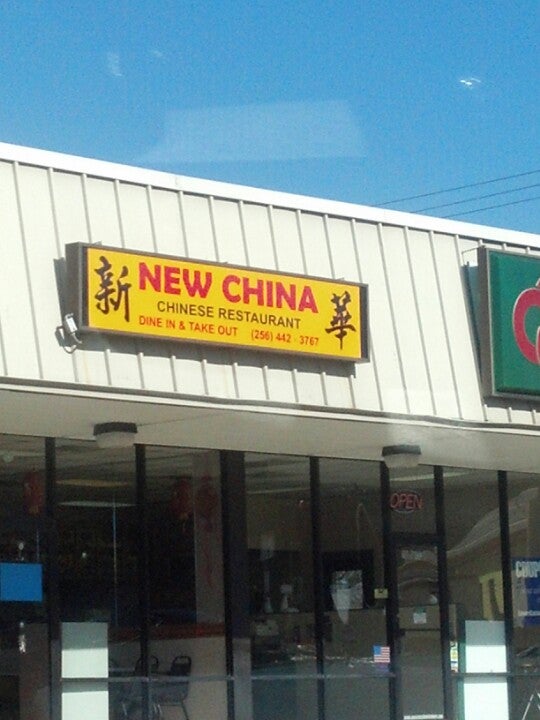 新 NEW CHINA 華
CHINESE RESTAURANT
DINE IN & TAKE OUT (256) 442 - 3767
OPEN